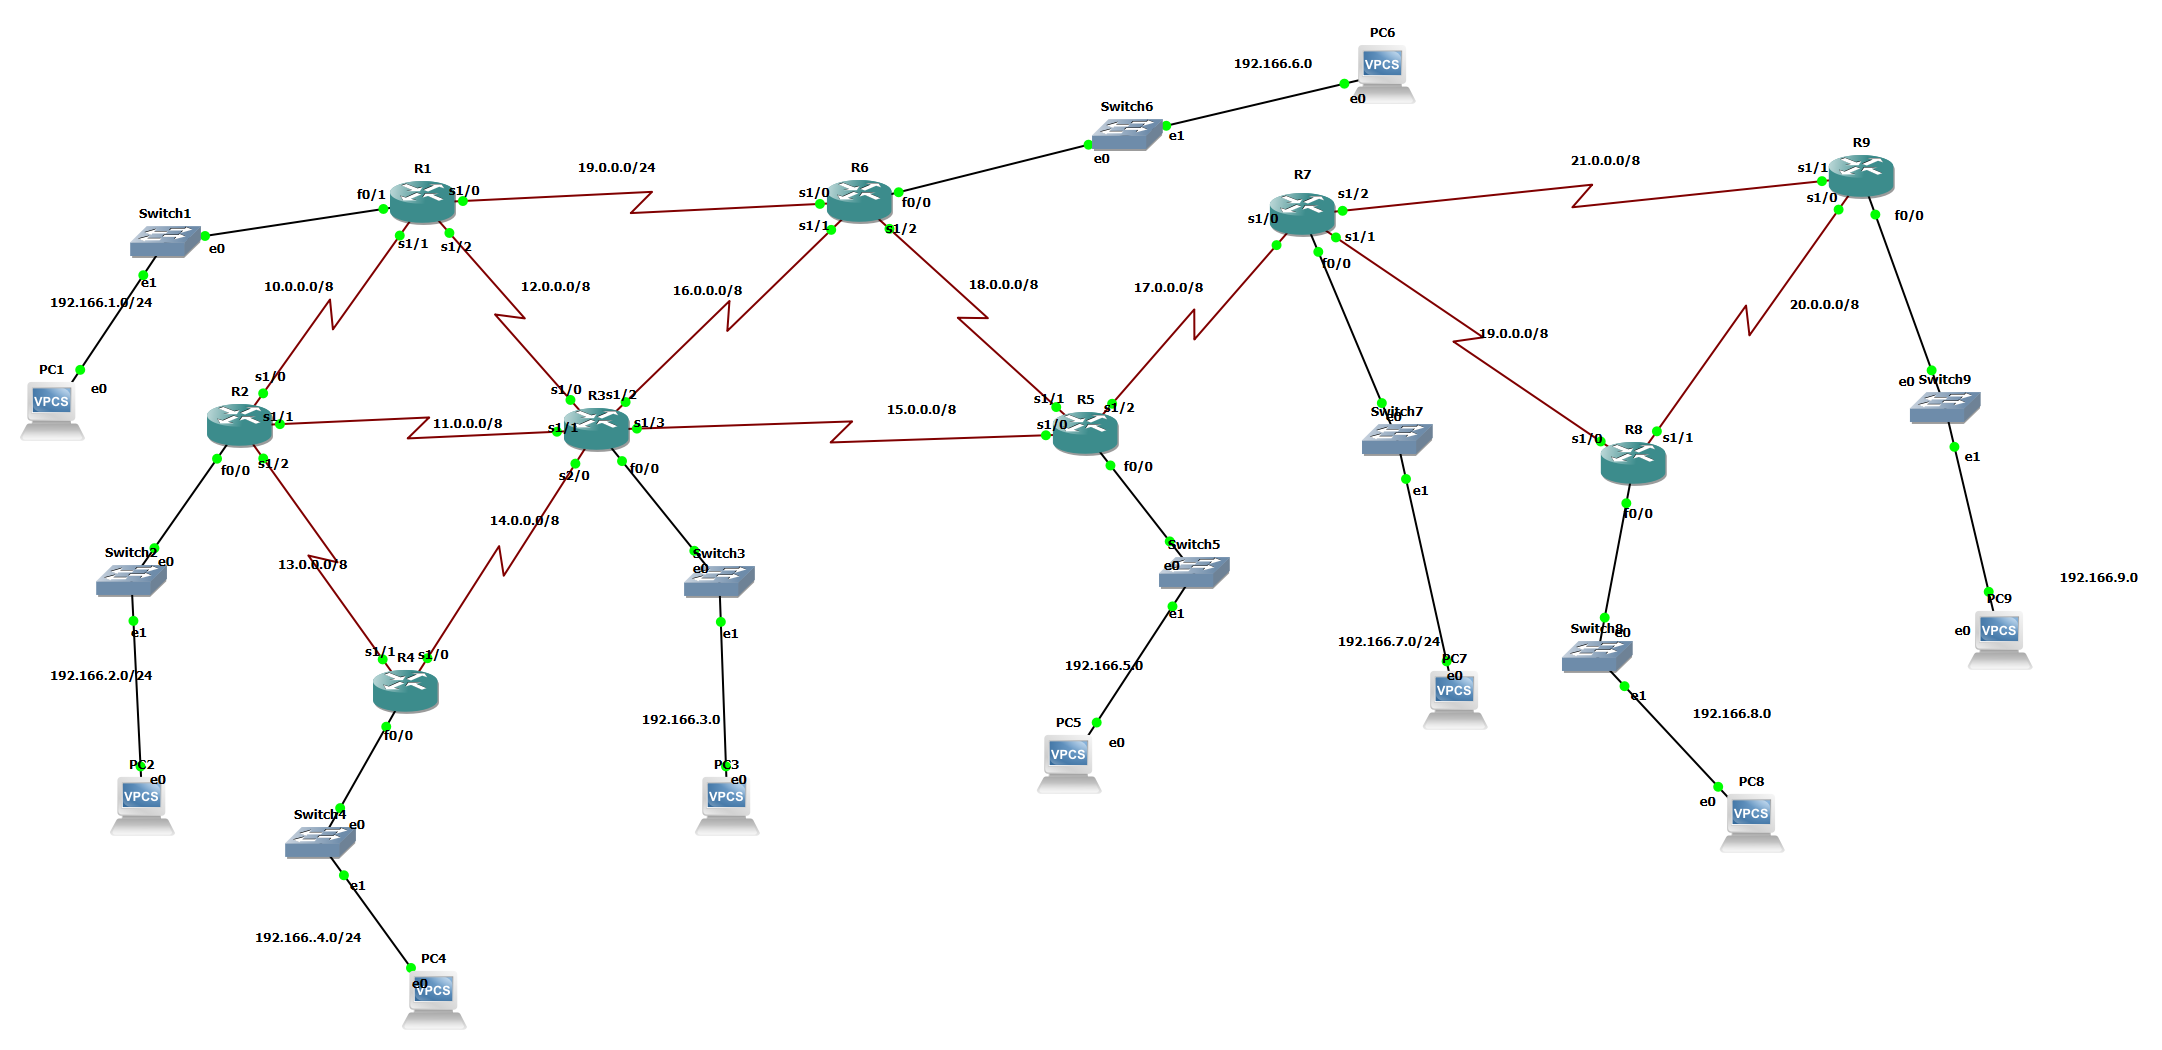 PC6
192.166.6.0
VPCS
e0
Switch6
e1
e0
R1
19.0.0.0/24
R6
f0/1
s1/0
s1/0
f0/0
s1/1
s1/2
s1/1
s1/2
Switch1
e0
e1
192.166.1.0/24
10.0.0.0/8
12.0.0.0/8
16.0.0.0/8
18.0.0.0/8
17.0.0.0/8
R7
s1/2
s1/0
s1/1
f0/0
21.0.0.0/8
R9
s1/1
s1/0
f0/0
20.0.0.0/8
19.0.0.0/8
PC1
VPCS
e0
R2
s1/0
s1/1
11.0.0.0/8
f0/0
s1/2
s1/0
R3
s1/2
s1/1
s1/3
s2/0
f0/0
15.0.0.0/8
s1/1
R5
s1/2
s1/0
f0/0
Switch7
e0
e1
s1/0
R8
s1/1
f0/0
e0
Switch9
e1
14.0.0.0/8
13.0.0.0/8
Switch2
e0
e1
Switch3
e0
e1
Switch5
e0
e1
192.166.9.0
PC9
e0
VPCS
192.166.2.0/24
s1/1
R4
s1/0
f0/0
192.166.3.0
192.166.5.0
192.166.7.0/24
PC7
e0
VPCS
Switch8
e0
e1
192.166.8.0
PC5
e0
VPCS
PC2
e0
VPCS
PC3
e0
VPCS
PC8
e0
VPCS
Switch4
e0
e1
192.166..4.0/24
PC4
e0
VPCS